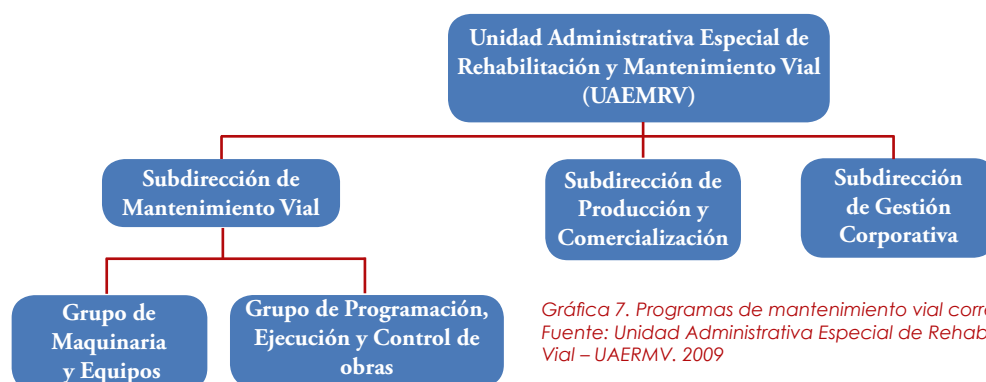 Unidad Administrativa Especial de
Rehabilitación y Mantenimiento Vial
(UAEMRV)
Subdirección de
Mantenimiento Vial
Subdirección de
Producción y
Comercialización
Subdirección
de Gestión
Corporativa
Grupo de
Maquinaria
y Equipos
Grupo de Programación,
Ejecución y Control de
obras
Gráfica 7. Programas de mantenimiento vial
Fuente: Unidad Administrativa Especial de
Vial – UAERMV. 2009